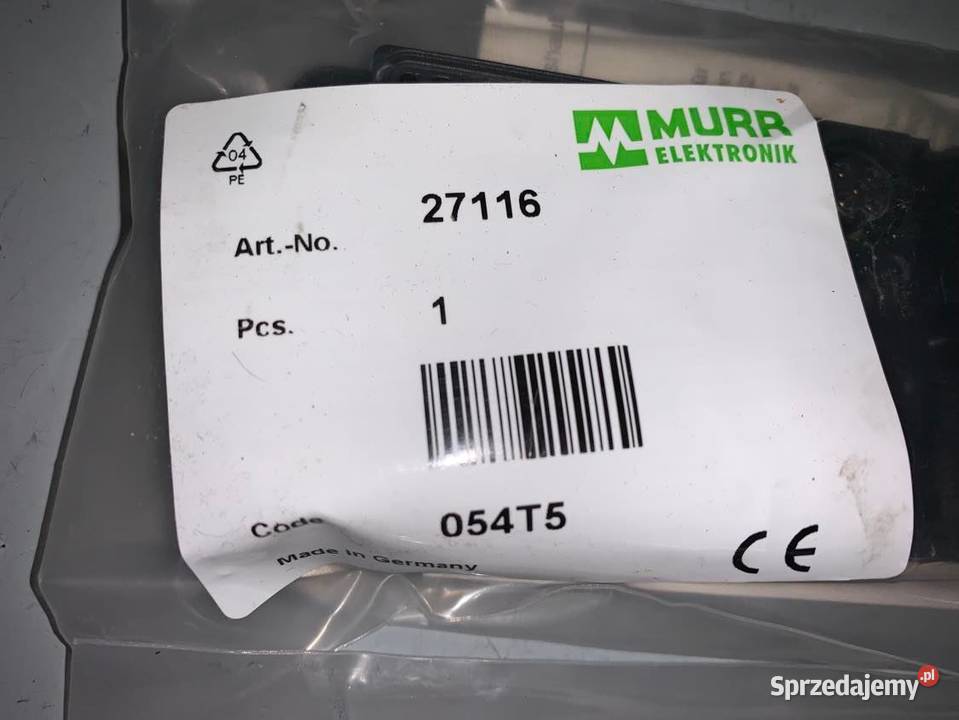 04
PE
MURR
ELEKTRONIK
Art.-No. 27116
Pcs. 1
Code 054T5
Made in Germany
CE
Sprzedajemy.pl